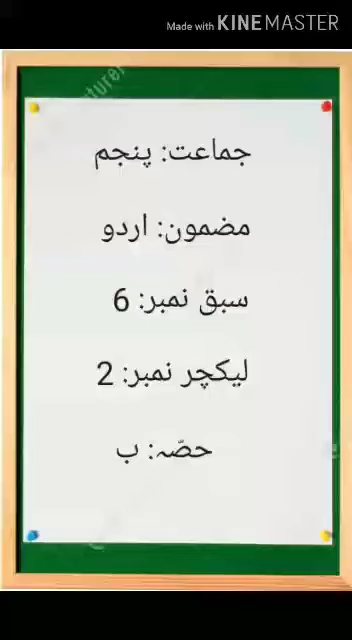 Made with KINEMASTER
جماعت: پنجم
مضمون: اردو
سبق نمبر: 6
لیکچر نمبر: 2
حصّہ: ب